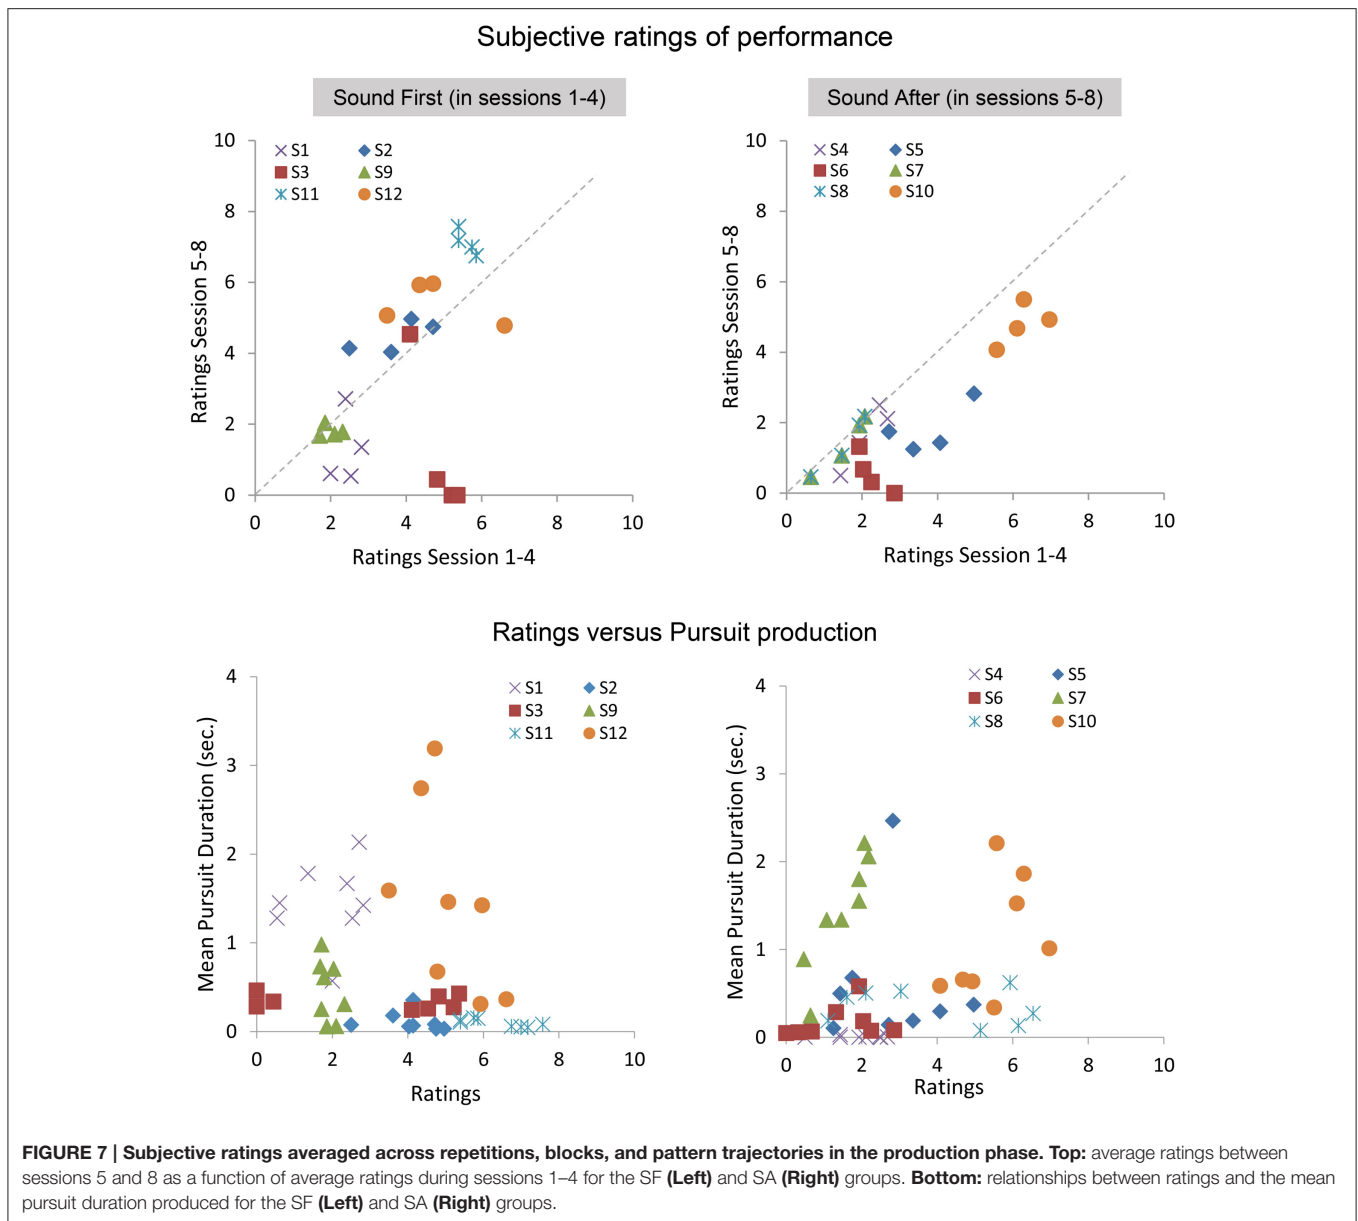 Subjective ratings of performance
Sound First (in sessions 1-4)
Sound After (in sessions 5-8)
10
8
6
4
2
0
Ratings Session 5-8
S1 S2
S3 S9
S11 S12
0 2 4 6 8 10
Ratings Session 1-4
10
8
6
4
2
0
Ratings Session 5-8
S4 S5
S6 S7
S8 S10
0 2 4 6 8 10
Ratings Session 1-4
Ratings versus Pursuit production
4
3
2
1
0
Mean Pursuit Duration (sec.)
S1 S2
S3 S9
S11 S12
0 2 4 6 8 10
Ratings
4
3
2
1
0
Mean Pursuit Duration (sec.)
S4 S5
S6 S7
S8 S10
0 2 4 6 8 10
Ratings
FIGURE 7 | Subjective ratings averaged across repetitions, blocks, and pattern trajectories in the production phase. Top: average ratings between
sessions 5 and 8 as a function of average ratings during sessions 1–4 for the SF (Left) and SA (Right) groups. Bottom: relationships between ratings and the mean
pursuit duration produced for the SF (Left) and SA (Right) groups.